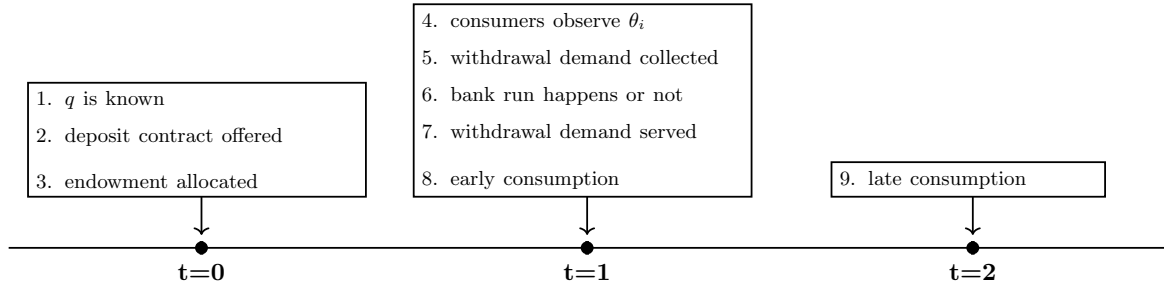 1. q is known
2. deposit contract offered
3. endowment allocated
4. consumers observe θᵢ
5. withdrawal demand collected
6. bank run happens or not
7. withdrawal demand served
8. early consumption
9. late consumption
t=0
t=1
t=2